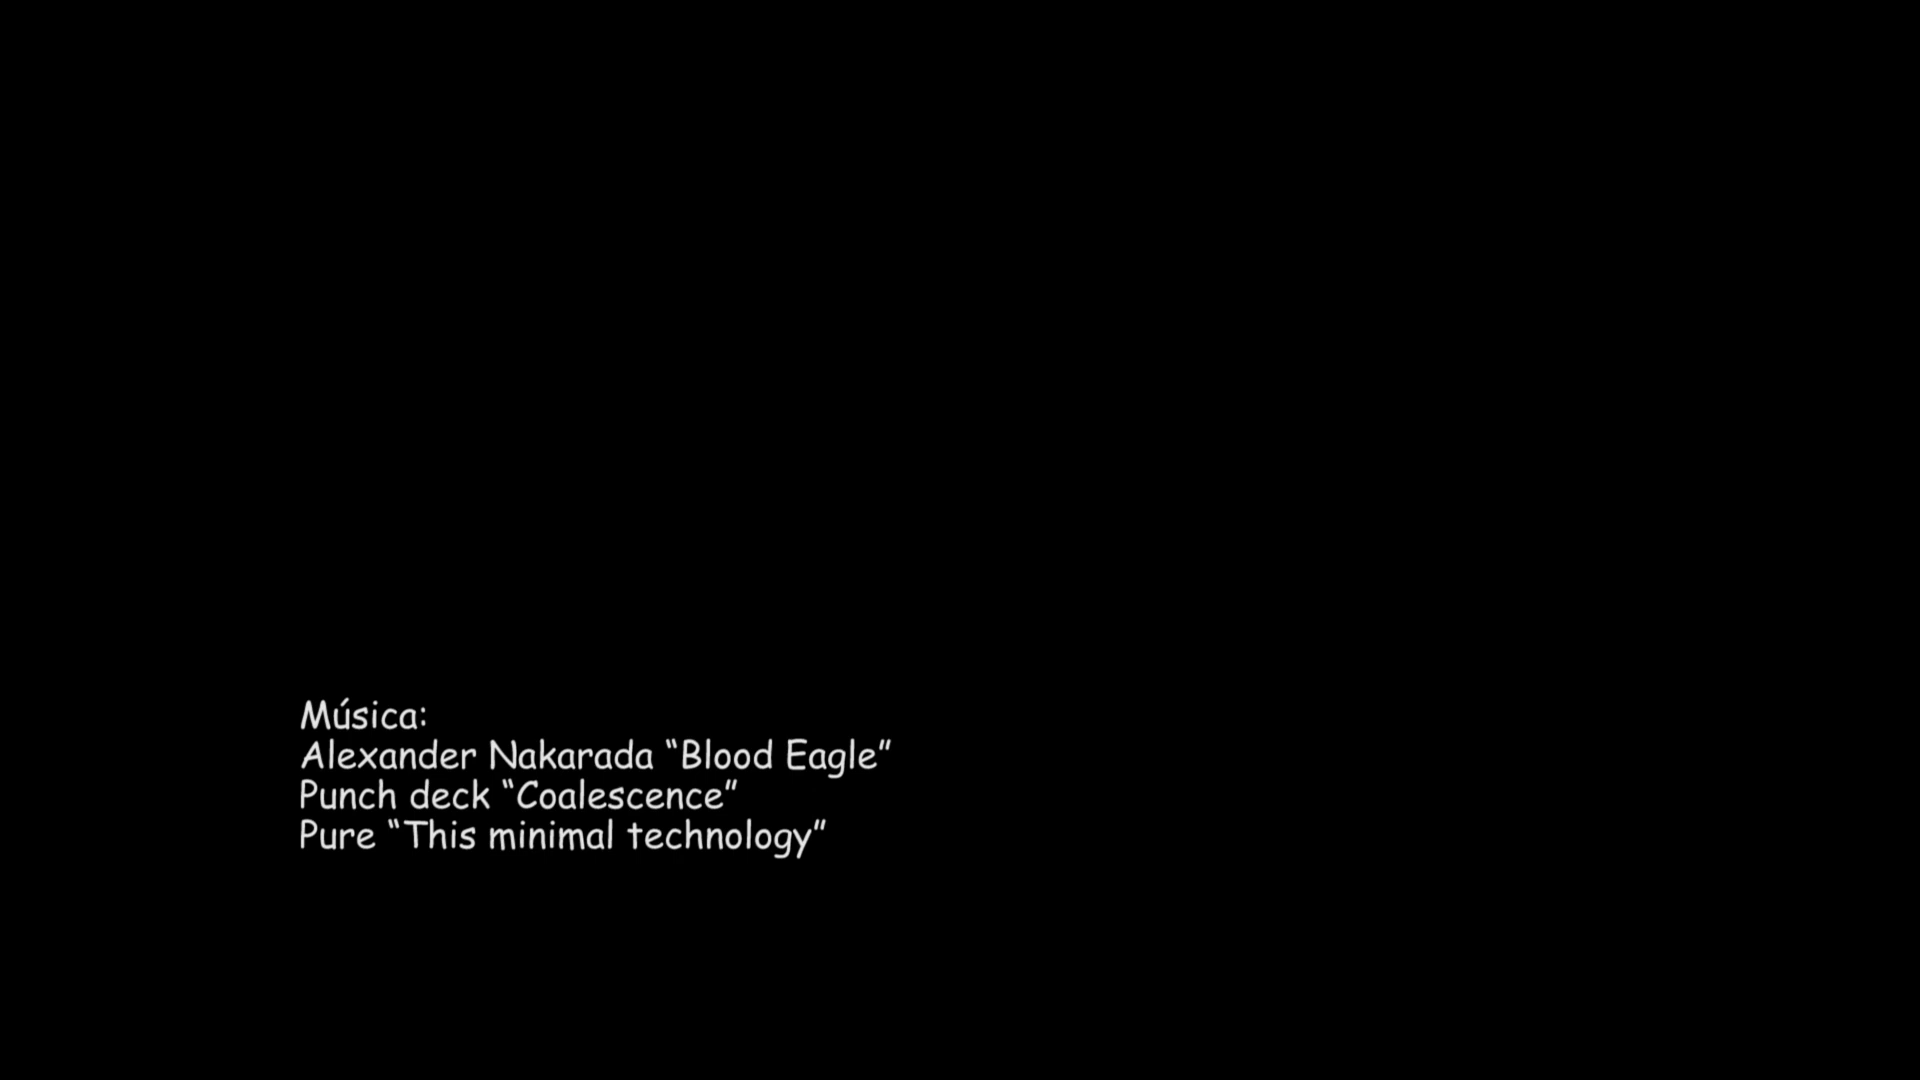 Música:
Alexander Nakarada “Blood Eagle”
Punch deck “Coalescence”
Pure “This minimal technology”